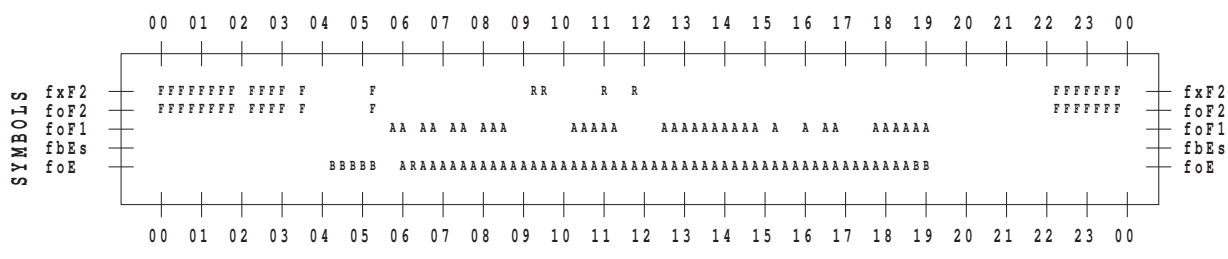 00 01 02 03 04 05 06 07 08 09 10 11 12 13 14 15 16 17 18 19 20 21 22 23 00
SYMBOLS
fxF2 FFFFFFFF FFFF F F RR R R FFFFFFF fxF2
foF2 FFFFFFFF FFFF F F FFFFFFF foF2
foF1 AA AA AA AAA AAAAA AAAAAAAAAA A A AA AAAAAA foF1
fbEs fbEs
foE BBBBB ARAAAAAAAAAAAAAAAAAAAAAAAAAAAAAAAAAAAAAAAAAAAAAAAAABB foE
00 01 02 03 04 05 06 07 08 09 10 11 12 13 14 15 16 17 18 19 20 21 22 23 00